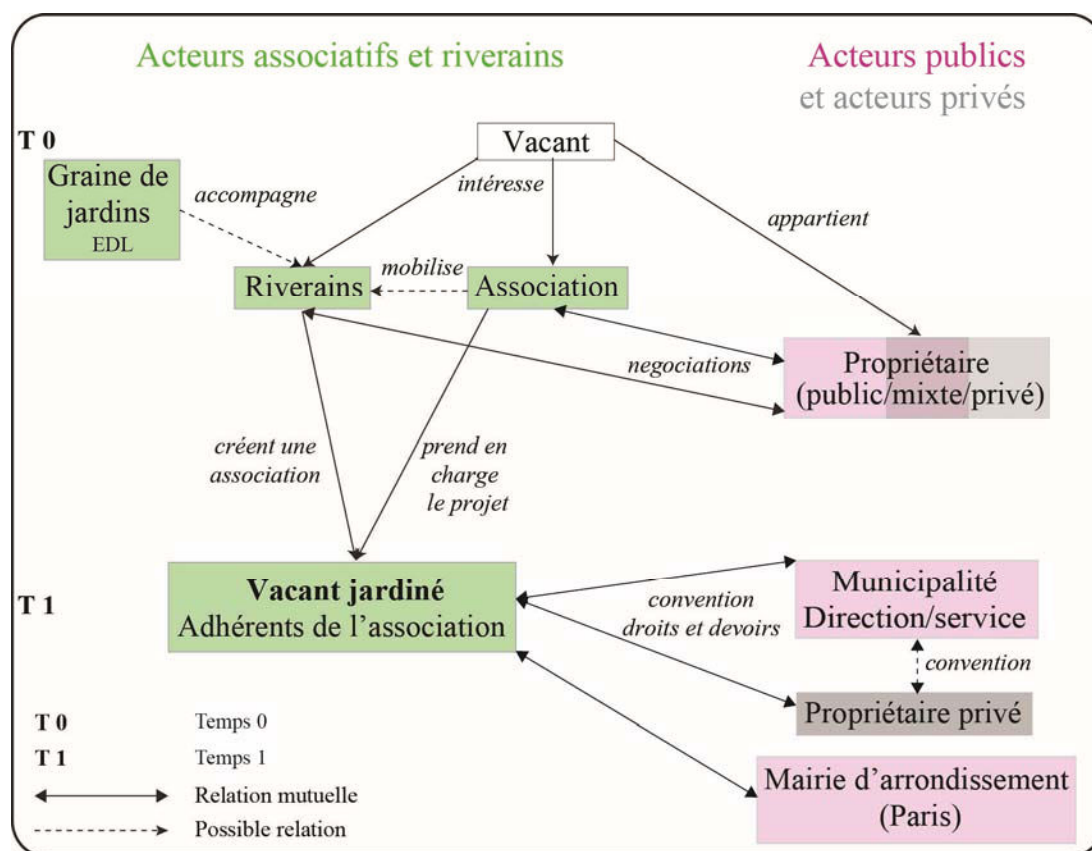 Acteurs associatifs et riverains
Acteurs publics
et acteurs privés
T 0
Vacant
Graine de
jardins
EDL
accompagne
intéresse
appartient
mobilise
Riverains
Association
negociations
Propriétaire
(public/mixte/privé)
créent une
association
prend en
charge
le projet
T 1
Vacant jardiné
Adhérents de l'association
convention
droits et devoirs
Municipalité
Direction/service
convention
Propriétaire privé
Mairie d'arrondissement
(Paris)
T 0 Temps 0
T 1 Temps 1
Relation mutuelle
Possible relation